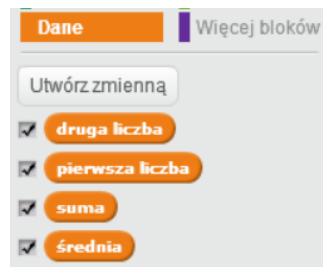 Dane Więcej bloków
Utwórz zmienną
druga liczba
pierwsza liczba
suma
średnia